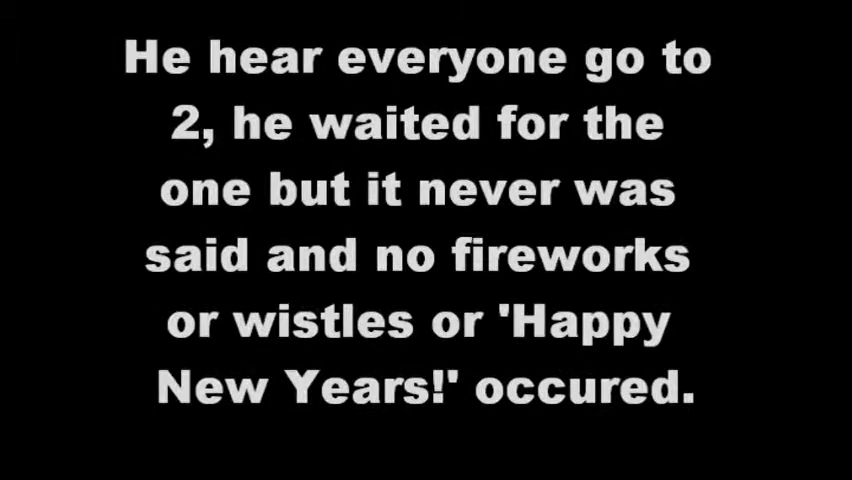 He hear everyone go to
2, he waited for the
one but it never was
said and no fireworks
or wistles or 'Happy
New Years!' occured.